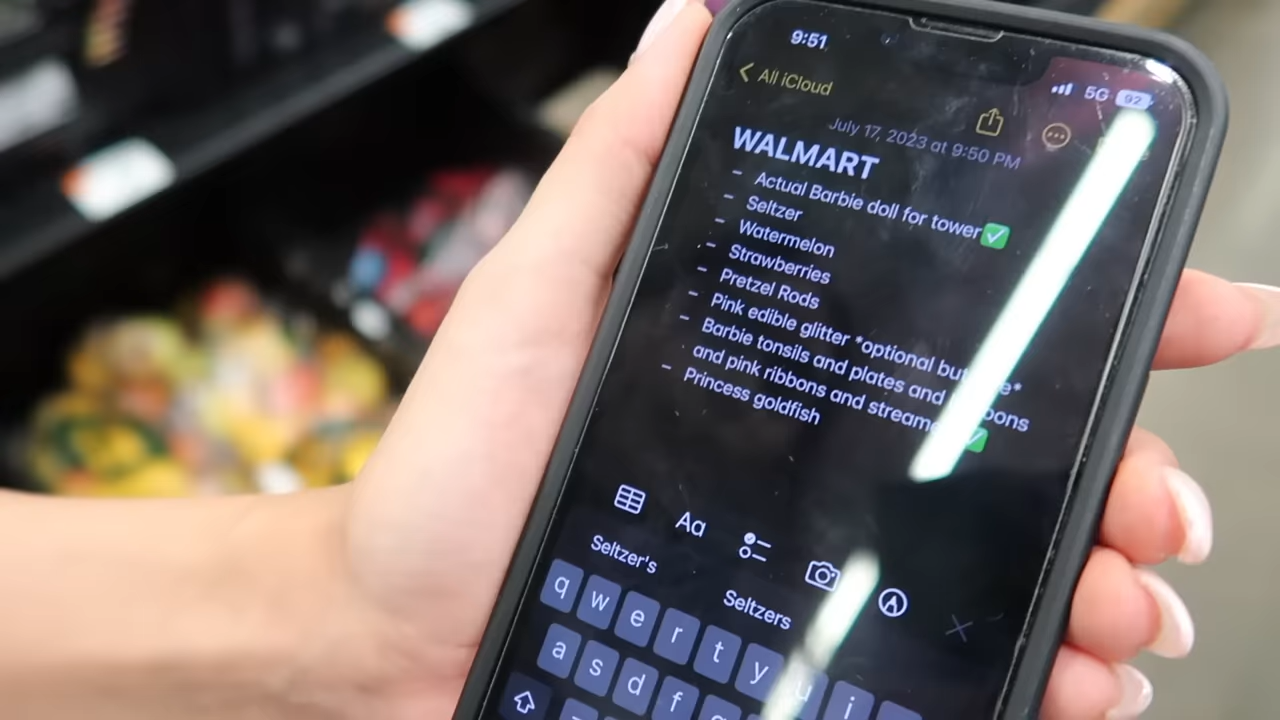 9:51
5G 92
All iCloud
July 17, 2023 at 9:50 PM
WALMART
- Actual Barbie doll for tower ✅
- Seltzer
- Watermelon
- Strawberries
- Pretzel Rods
- Pink edible glitter *optional
- Barbie tonsils and plates and
and pink ribbons and ✅
- Princess goldfish
Aa
Seltzer's
Seltzers
q w e r t y u i
a s d f